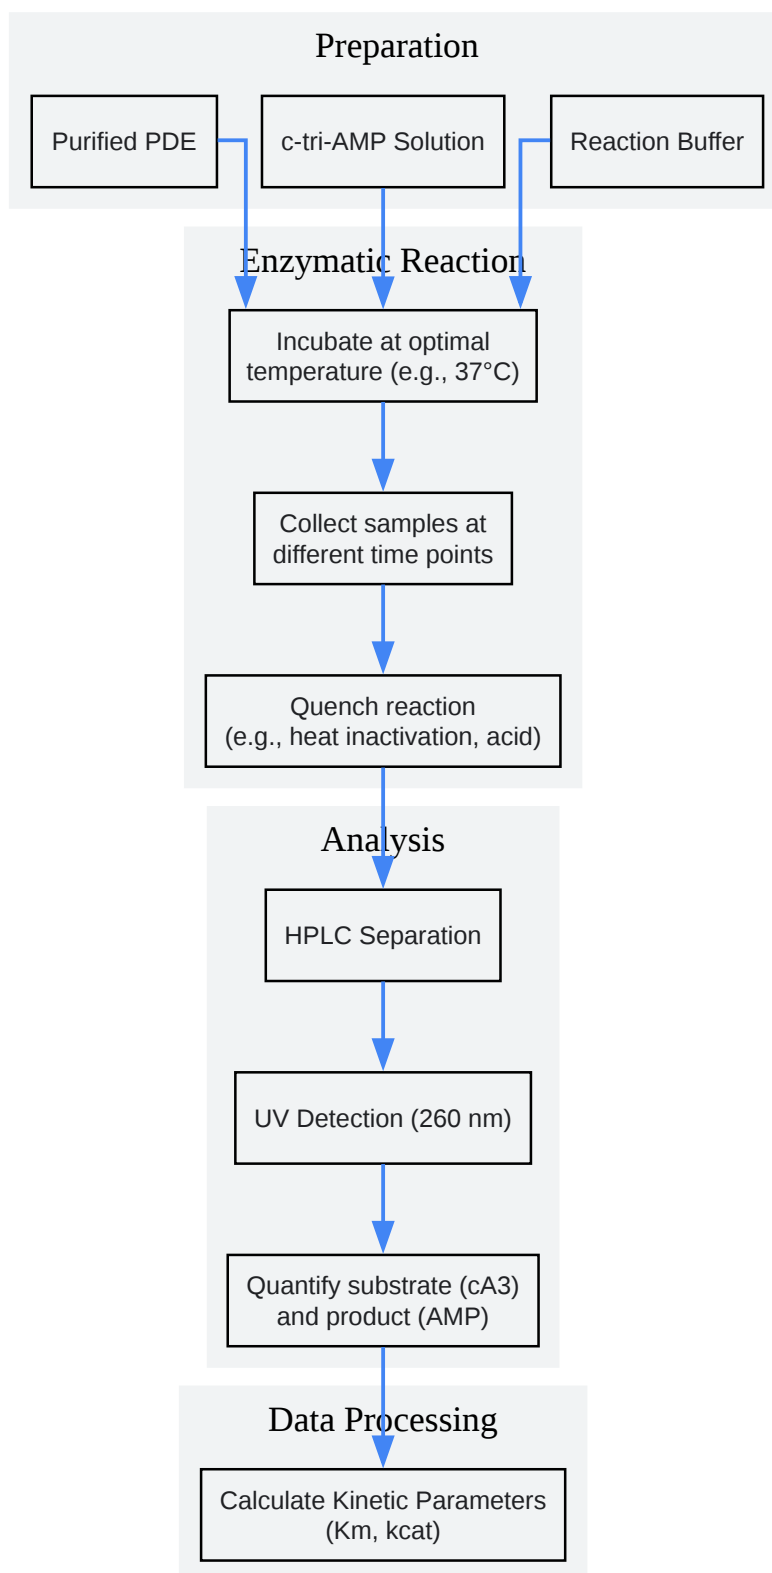 Preparation
Purified PDE
c-tri-AMP Solution
Reaction Buffer
Enzymatic Reaction
Incubate at optimal
temperature (e.g., 37°C)
Collect samples at
different time points
Quench reaction
(e.g., heat inactivation, acid)
Analysis
HPLC Separation
UV Detection (260 nm)
Quantify substrate (cA3)
and product (AMP)
Data Processing
Calculate Kinetic Parameters
(Km, kcat)